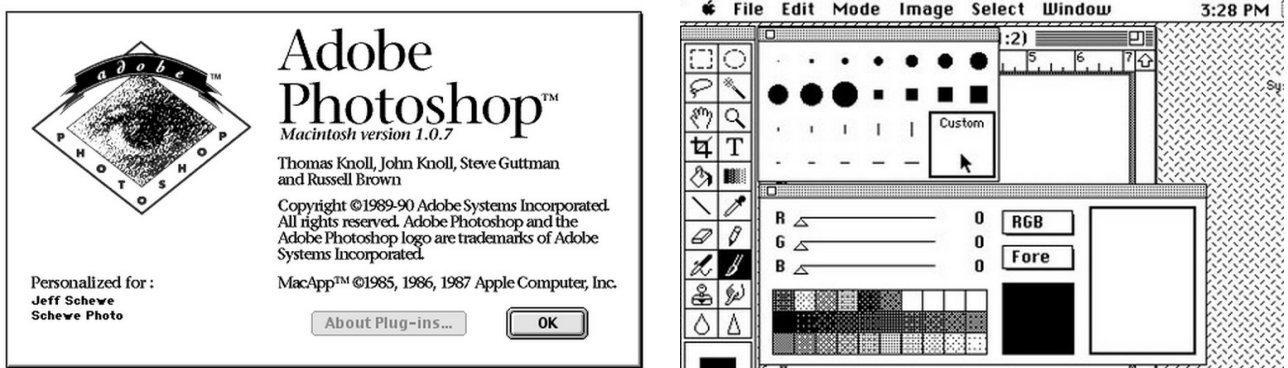 adobe™
PHOTOSHOP
Adobe
Photoshop™
Macintosh version 1.0.7
Thomas Knoll, John Knoll, Steve Guttman
and Russell Brown
Copyright ©1989-90 Adobe Systems Incorporated.
All rights reserved. Adobe Photoshop and the
Adobe Photoshop logo are trademarks of Adobe
Systems Incorporated.
MacApp™ ©1985, 1986, 1987 Apple Computer, Inc.
Personalized for :
Jeff Schewe
Schewe Photo
About Plug-ins... OK
File Edit Mode Image Select Window 3:28 PM
:2)
5 6 7
Sy
T
Custom
R 0 RGB
G 0
B 0 Fore